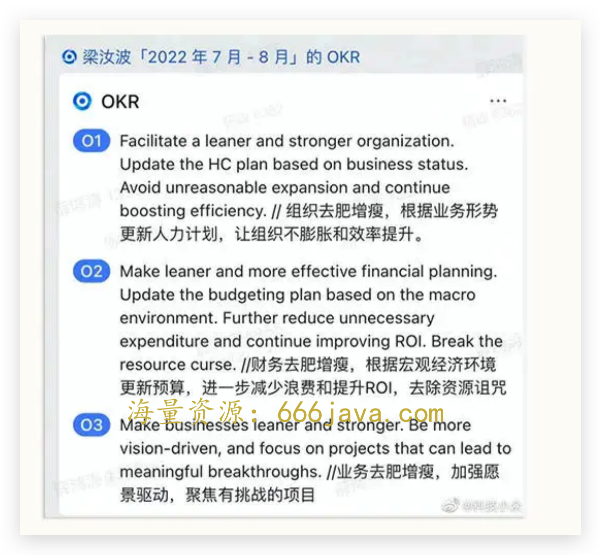 梁汝波「2022 年 7 月 - 8 月」的 OKR
OKR
...
O1 Facilitate a leaner and stronger organization.
Update the HC plan based on business status.
Avoid unreasonable expansion and continue
boosting efficiency. // 组织去肥增瘦，根据业务形势
更新人力计划，让组织不膨胀和效率提升。
O2 Make leaner and more effective financial planning.
Update the budgeting plan based on the macro
environment. Further reduce unnecessary
expenditure and continue improving ROI. Break the
resource curse. //财务去肥增瘦，根据宏观经济环境
更新预算，进一步减少浪费和提升ROI，去除资源诅咒
海量资源：666java.com
O3 Make businesses leaner and stronger. Be more
vision-driven, and focus on projects that can lead to
meaningful breakthroughs. //业务去肥增瘦，加强愿
景驱动，聚焦有挑战的项目